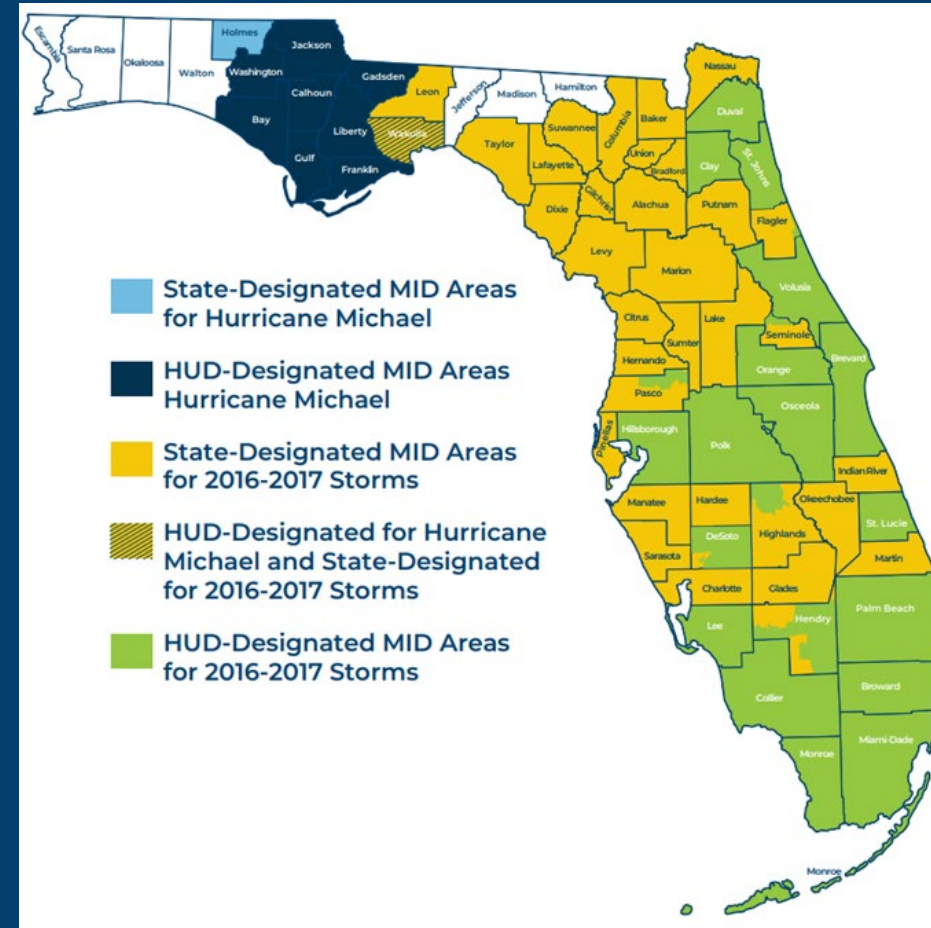 Escambia
Santa Rosa
Okaloosa
Walton
Holmes
Washington
Jackson
Calhoun
Bay
Gulf
Liberty
Franklin
Gadsden
Leon
Wakulla
Jefferson
Madison
Hamilton
Taylor
Suwannee
Lafayette
Columbia
Baker
Nassau
Union
Bradford
Duval
Clay
St. Johns
Dixie
Gilchrist
Alachua
Putnam
Flagler
Levy
Marion
Volusia
Citrus
Sumter
Lake
Seminole
Hernando
Orange
Brevard
Pasco
Osceola
Pinellas
Hillsborough
Polk
Indian River
Manatee
Hardee
Okeechobee
St. Lucie
DeSoto
Highlands
Sarasota
Martin
Charlotte
Glades
Lee
Hendry
Palm Beach
Collier
Broward
Monroe
Miami-Dade
Monroe
State-Designated MID Areas
for Hurricane Michael
HUD-Designated MID Areas
Hurricane Michael
State-Designated MID Areas
for 2016-2017 Storms
HUD-Designated for Hurricane
Michael and State-Designated
for 2016-2017 Storms
HUD-Designated MID Areas
for 2016-2017 Storms